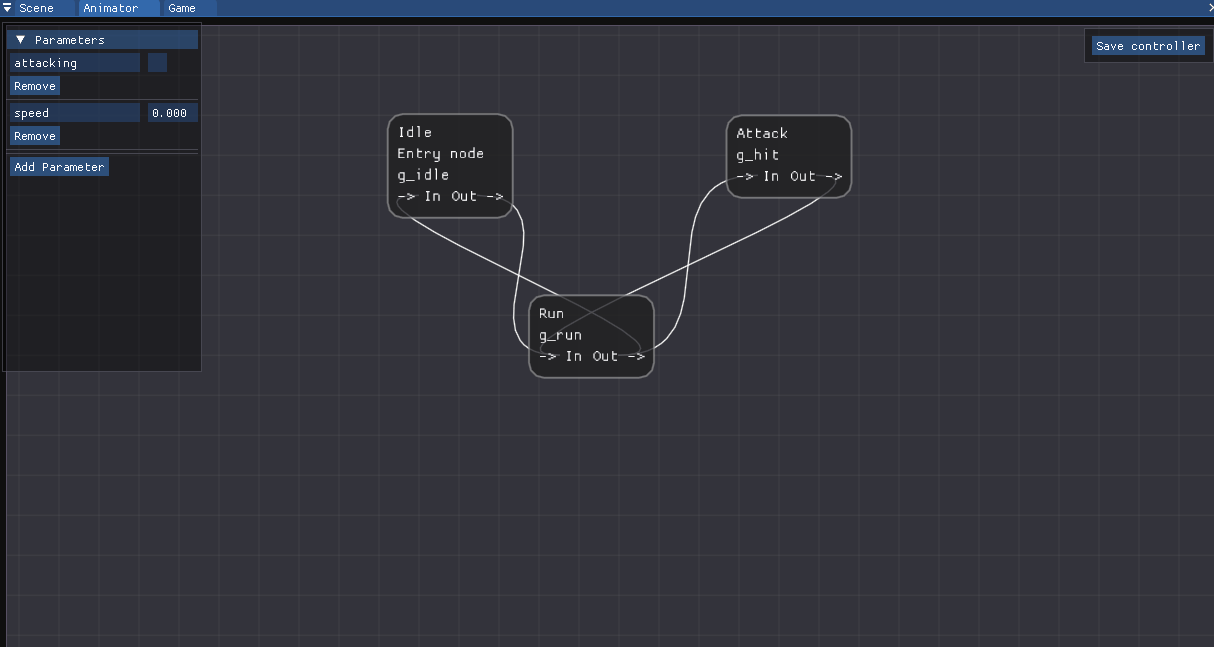 Scene Animator Game
Parameters
Save controller
attacking
Remove
speed 0.000
Remove
Add Parameter
Idle
Entry node
g_idle
-> In Out ->
Attack
g_hit
-> In Out ->
Run
g_run
-> In Out ->